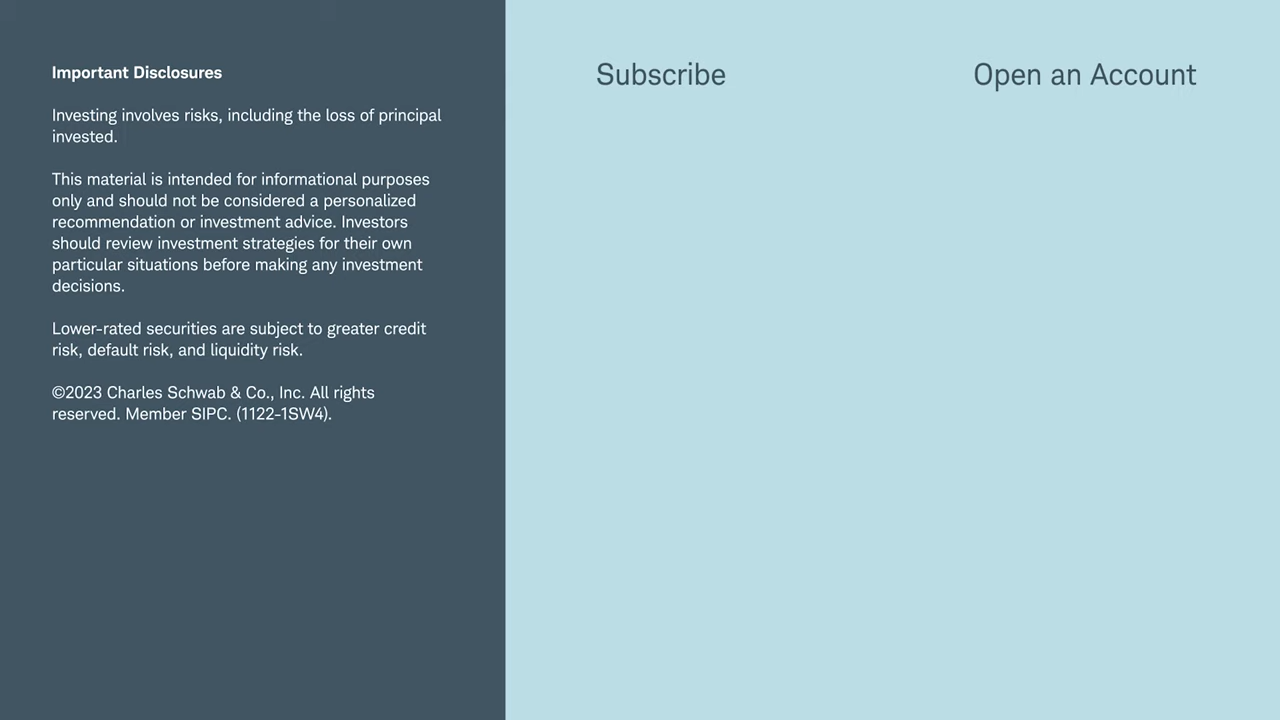 Important Disclosures
Investing involves risks, including the loss of principal
invested.
This material is intended for informational purposes
only and should not be considered a personalized
recommendation or investment advice. Investors
should review investment strategies for their own
particular situations before making any investment
decisions.
Lower-rated securities are subject to greater credit
risk, default risk, and liquidity risk.
©2023 Charles Schwab & Co., Inc. All rights
reserved. Member SIPC. (1122-1SW4).
Subscribe
Open an Account